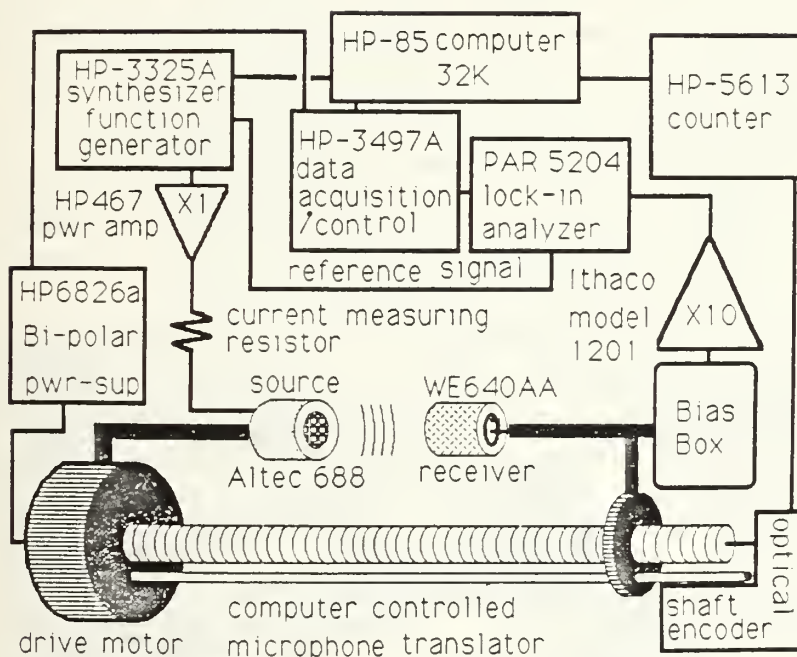 HP-85 computer
32K
HP-3325A
synthesizer
function
generator
HP-5613
counter
HP-3497A
data
acquisition
/control
PAR 5204
lock-in
analyzer
HP467
pwr amp
X1
reference signal
HP6826a
Bi-polar
pwr-sup
current measuring
resistor
Ithaco
model
1201
X10
source
Altec 688
WE640AA
receiver
Bias
Box
optical
shaft
encoder
computer controlled
microphone translator
drive motor